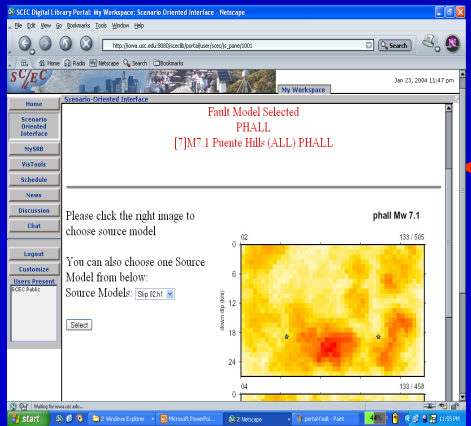 SCEC Digital Library Portal: My Workspace: Scenario Oriented Interface - Netscape
File Edit View Go Bookmarks Tools Window Help
http://iowa.usc.edu:8080/sceclib/portal/user/scec/js_pane/1001
Search
Home Radio Netscape Search Bookmarks
SC/EC
Jan 23, 2004 11:47 pm
My Workspace
Home
Scenario Oriented Interface
MySRB
VisTools
Schedule
News
Discussion
Chat
Logout
Customize
Users Present
SCEC Public
Scenario-Oriented Interface
Fault Model Selected
PHALL
[7]M7.1 Puente Hills (ALL) PHALL
Please click the right image to
choose source model
You can also choose one Source
Model from below:
Source Models: Slip 02.h1
Select
phall Mw 7.1
02 133 / 505
0
6
12
18
24
down dip (km)
04 133 / 458
0
Waiting for iowa.usc.edu...
start
2 Windows Explorer
Microsoft PowerPoi...
2 Netscape
portal-fault - Paint
44%
11:55 PM